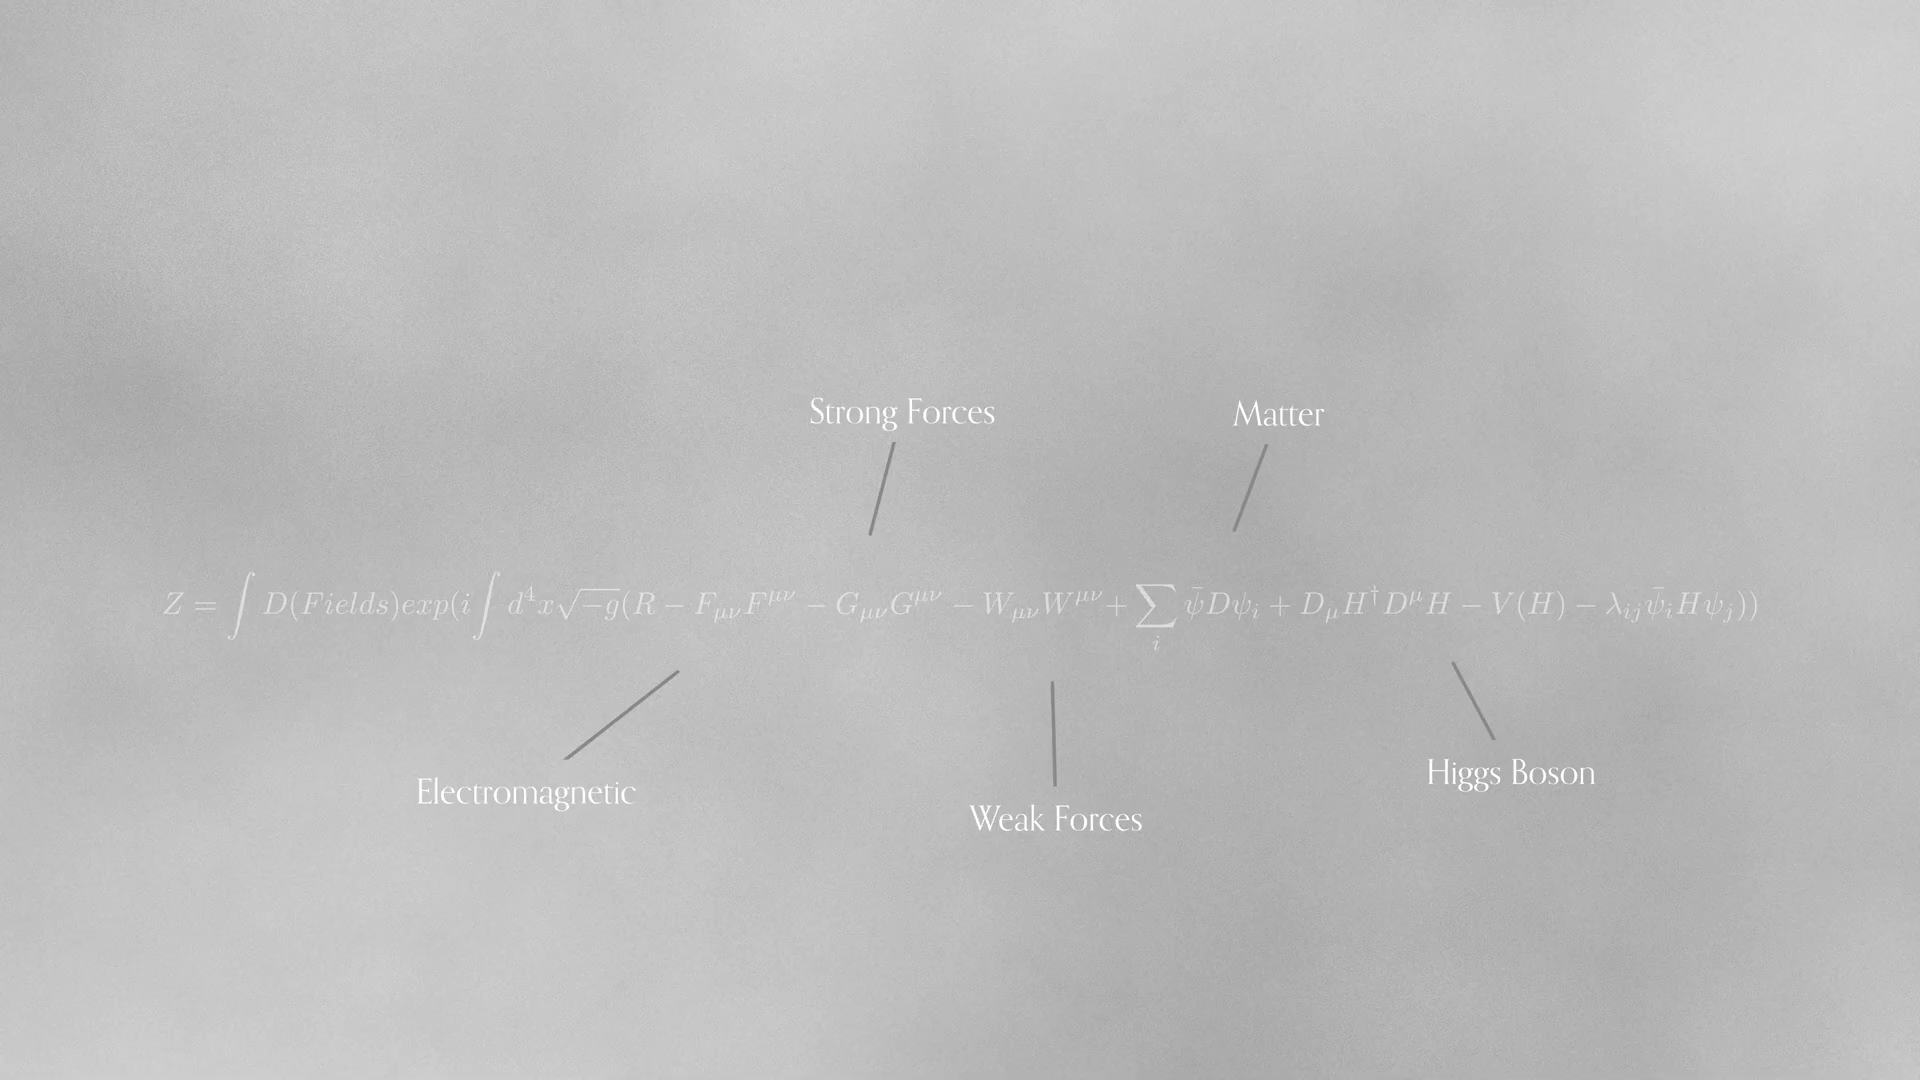 Strong Forces
Matter
Z = ∫ D(Fields)exp(i∫ d⁴x√−g(R − F_μν F^μν − G_μν G^μν − W_μν W^μν + ∑_i ψ̄Dψ_i + D_μ H^† D^μ H − V(H) − λ_ij ψ̄_i Hψ_j))
Electromagnetic
Higgs Boson
Weak Forces